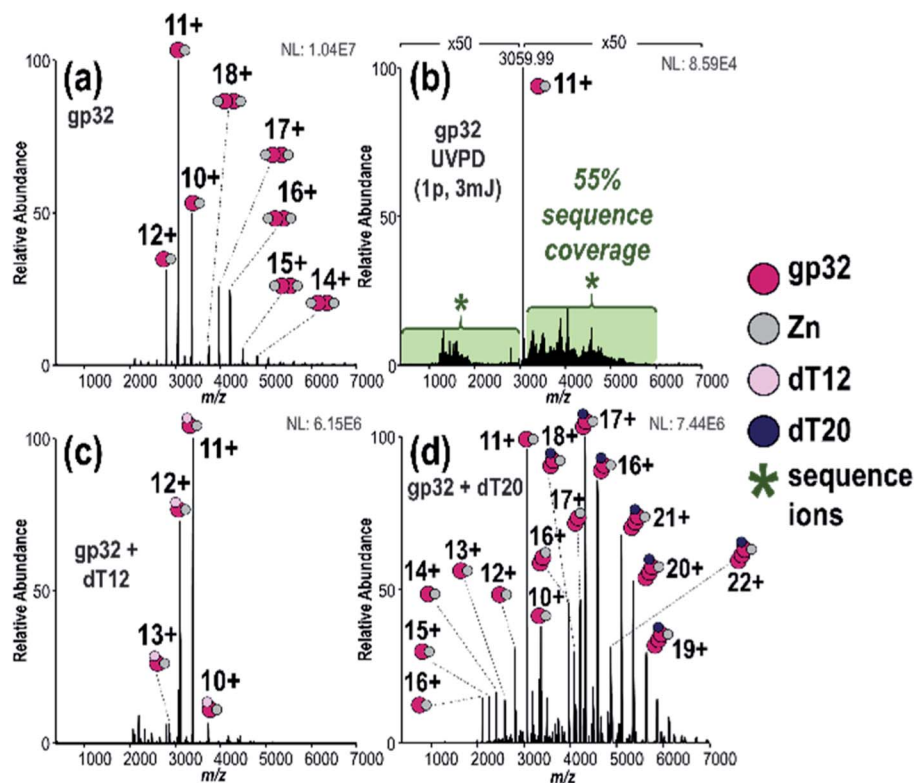 (a)
gp32
NL: 1.04E7
11+
18+
17+
10+
16+
12+
15+
14+
Relative Abundance
100
50
0
1000 2000 3000 4000 5000 6000 7000
m/z
x50 x50
3059.99
NL: 8.59E4
(b)
11+
gp32
UVPD
(1p, 3mJ)
55%
sequence
coverage
*
*
Relative Abundance
100
50
0
1000 2000 3000 4000 5000 6000 7000
m/z
gp32
Zn
dT12
dT20
* sequence
ions
(c)
NL: 6.15E6
11+
12+
gp32 +
dT12
13+
10+
Relative Abundance
100
50
0
1000 2000 3000 4000 5000 6000 7000
m/z
(d)
gp32 + dT20
NL: 7.44E6
11+
18+
17+
16+
17+
21+
16+
13+
14+
12+
20+
10+
22+
15+
19+
16+
Relative Abundance
100
50
0
1000 2000 3000 4000 5000 6000 7000
m/z